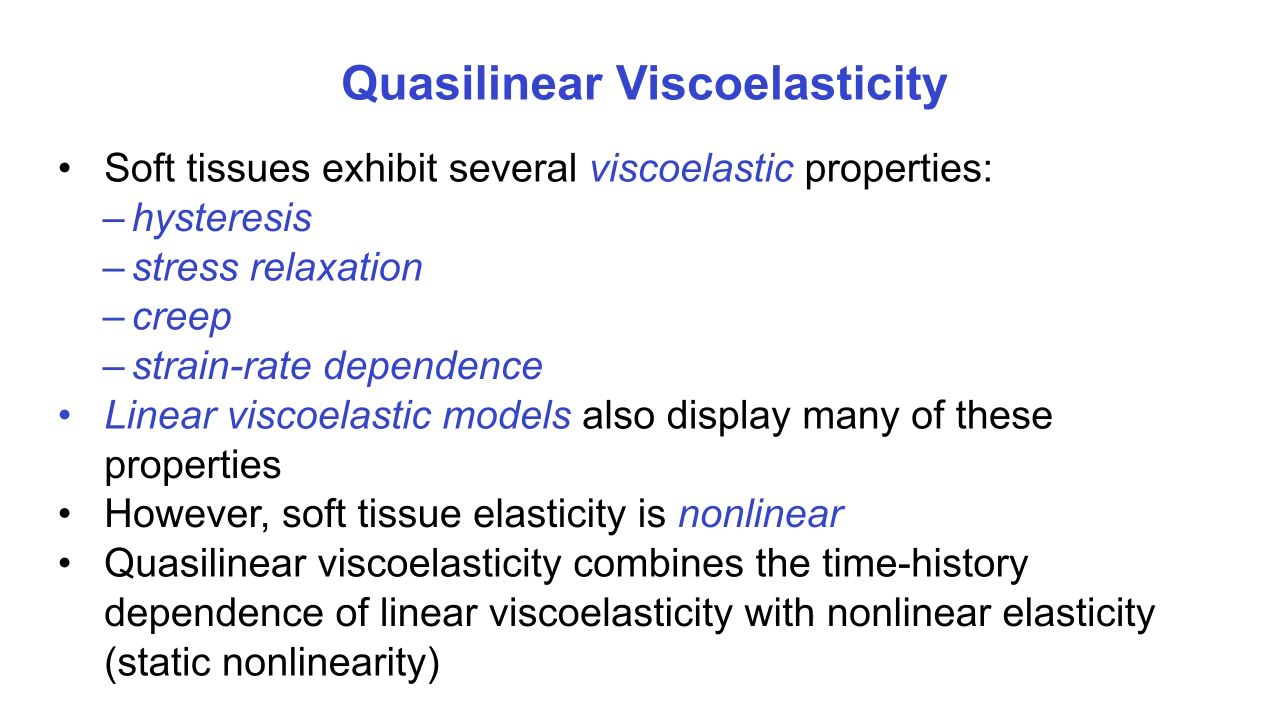 Quasilinear Viscoelasticity
• Soft tissues exhibit several viscoelastic properties:
– hysteresis
– stress relaxation
– creep
– strain-rate dependence
• Linear viscoelastic models also display many of these
properties
• However, soft tissue elasticity is nonlinear
• Quasilinear viscoelasticity combines the time-history
dependence of linear viscoelasticity with nonlinear elasticity
(static nonlinearity)